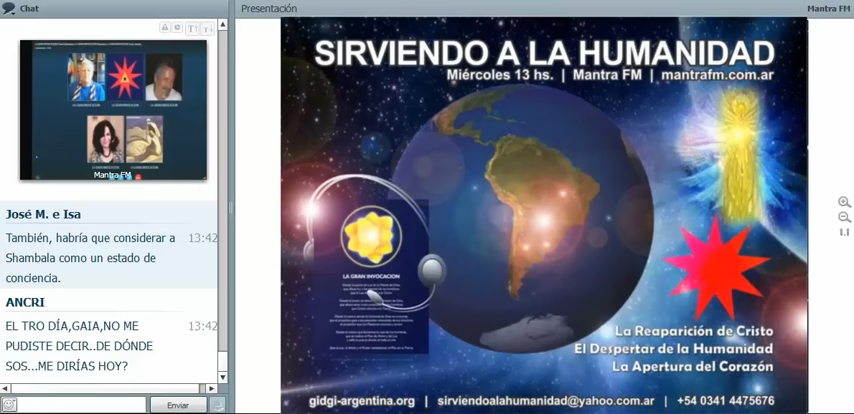 Chat
Presentación
Mantra FM
Mantra FM
José M. e Isa
También, habría que considerar a 13:42
Shambala como un estado de
conciencia.
ANCRI
EL TRO DÍA,GAIA,NO ME 13:42
PUDISTE DECIR..DE DÓNDE
SOS...ME DIRÍAS HOY?
Enviar
SIRVIENDO A LA HUMANIDAD
Miércoles 13 hs. | Mantra FM | mantrafm.com.ar
LA GRAN INVOCACION
La Reaparición de Cristo
El Despertar de la Humanidad
La Apertura del Corazón
gidgi-argentina.org | sirviendoalahumanidad@yahoo.com.ar | +54 0341 4475676
1.1